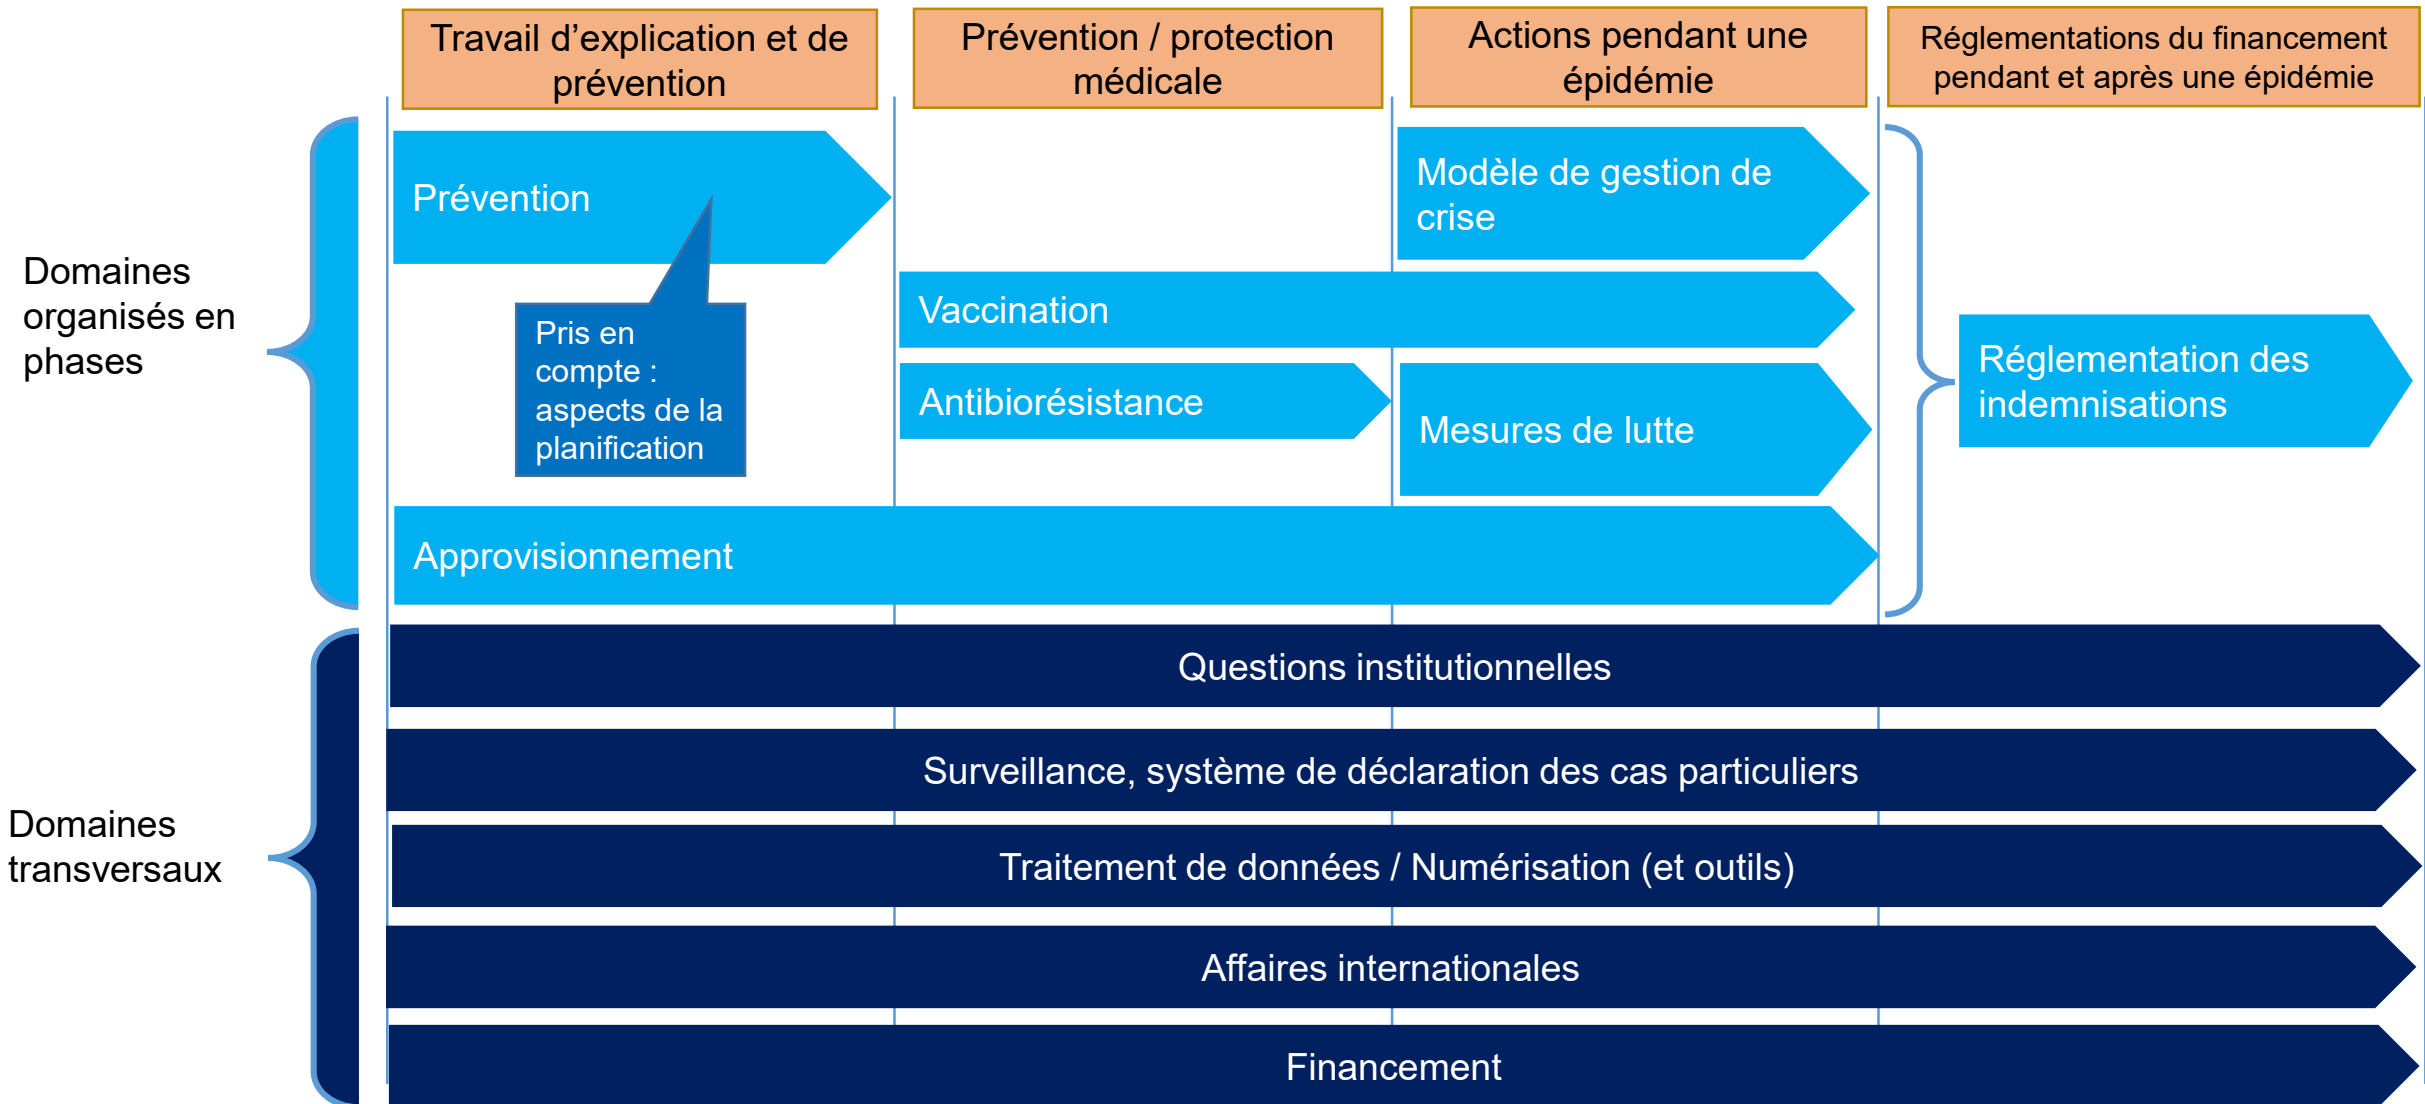 Travail d’explication et de
prévention
Prévention / protection
médicale
Actions pendant une
épidémie
Réglementations du financement
pendant et après une épidémie
Domaines
organisés en
phases
Prévention
Pris en
compte :
aspects de la
planification
Modèle de gestion de
crise
Vaccination
Antibiorésistance
Mesures de lutte
Réglementation des
indemnisations
Approvisionnement
Domaines
transversaux
Questions institutionnelles
Surveillance, système de déclaration des cas particuliers
Traitement de données / Numérisation (et outils)
Affaires internationales
Financement